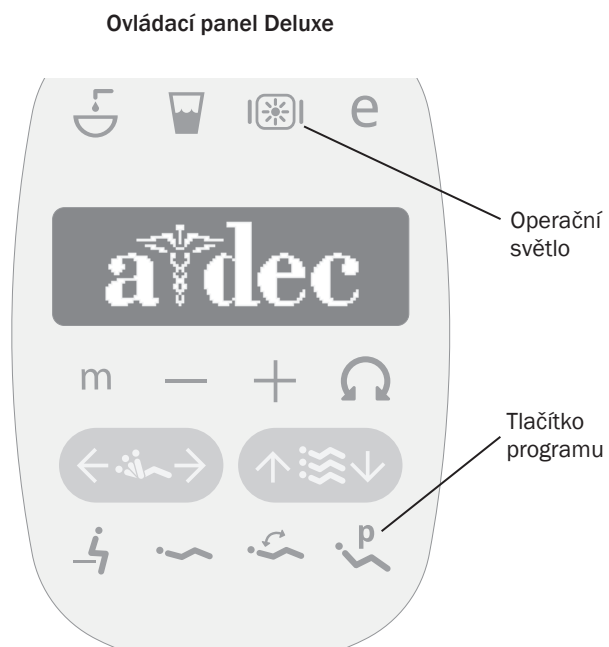 Ovládací panel Deluxe
e
Operační
světlo
a dec
m − +
Tlačítko
programu
p